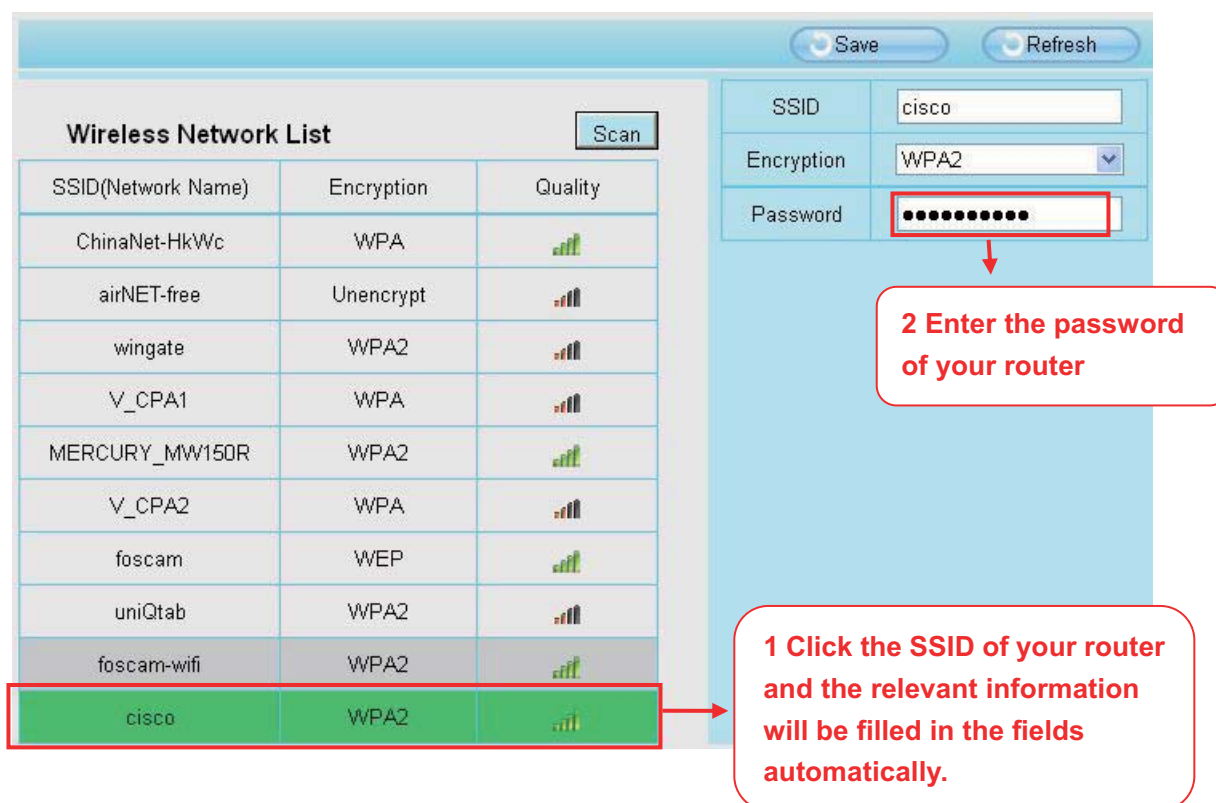 Save Refresh
Wireless Network List Scan
SSID(Network Name) Encryption Quality
ChinaNet-HkWc WPA
airNET-free Unencrypt
wingate WPA2
V_CPA1 WPA
MERCURY_MW150R WPA2
V_CPA2 WPA
foscam WEP
uniQtab WPA2
foscam-wifi WPA2
cisco WPA2
SSID cisco
Encryption WPA2
Password ●●●●●●●●●●
2 Enter the password
of your router
1 Click the SSID of your router
and the relevant information
will be filled in the fields
automatically.